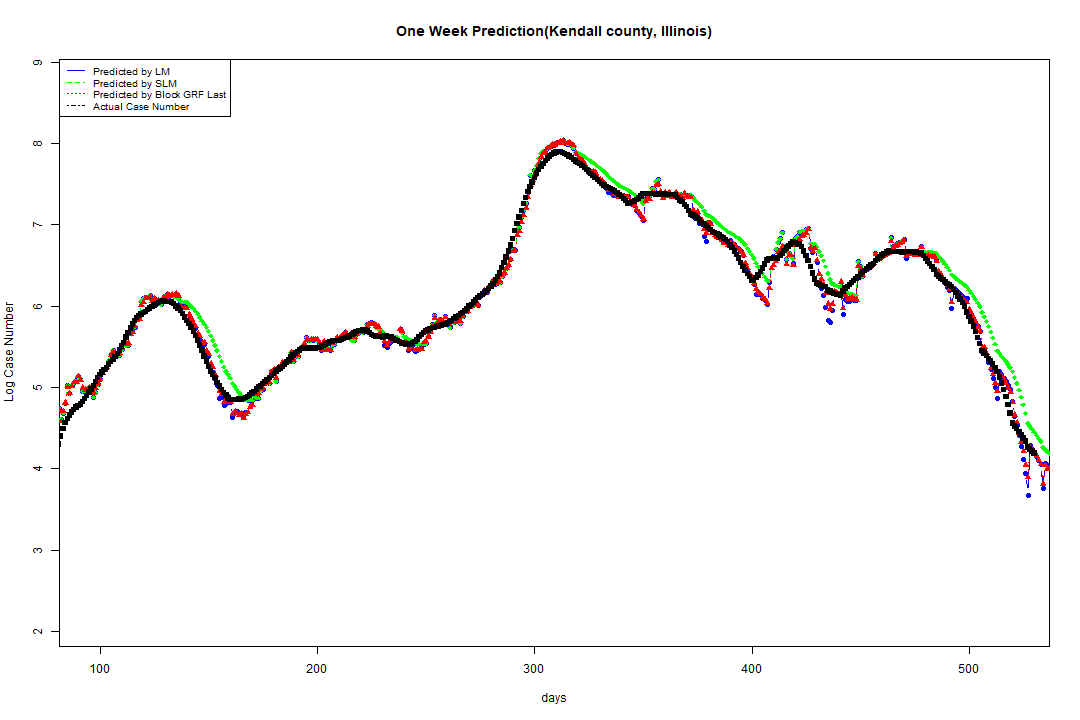 One Week Prediction(Kendall county, Illinois)
Predicted by LM
Predicted by SLM
Predicted by Block GRF Last
Actual Case Number
9
8
7
6
5
4
3
2
Log Case Number
100 200 300 400 500
days